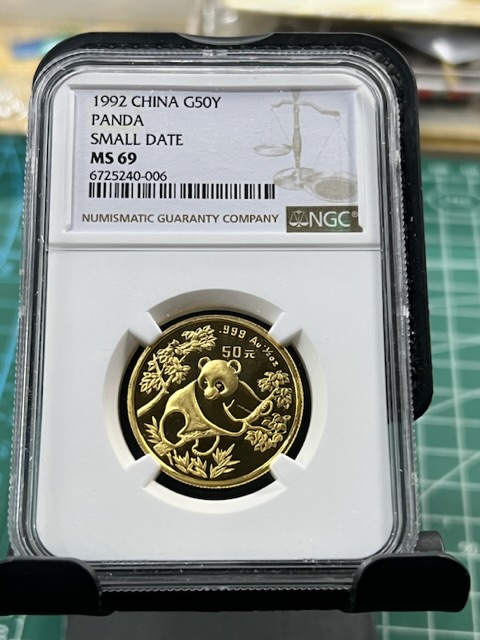 1992 CHINA G50Y
PANDA
SMALL DATE
MS 69
6725240-006
NUMISMATIC GUARANTY COMPANY
NGC
.999 Au ½oz
50元